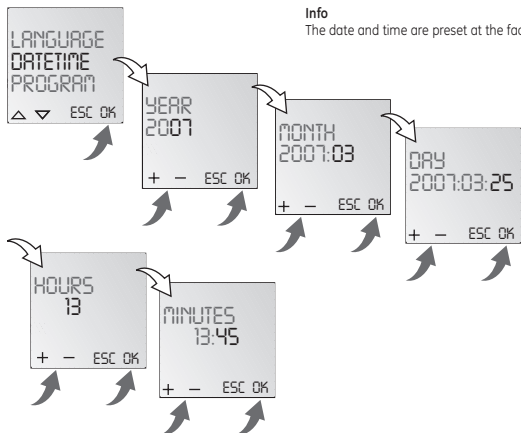 Info
The date and time are preset at the fac
LANGUAGE
DATETIME
PROGRAM
ESC OK
YEAR
2007
+ − ESC OK
MONTH
2007:03
+ − ESC OK
DAY
2007:03:25
+ − ESC OK
HOURS
13
+ − ESC OK
MINUTES
13:45
+ − ESC OK